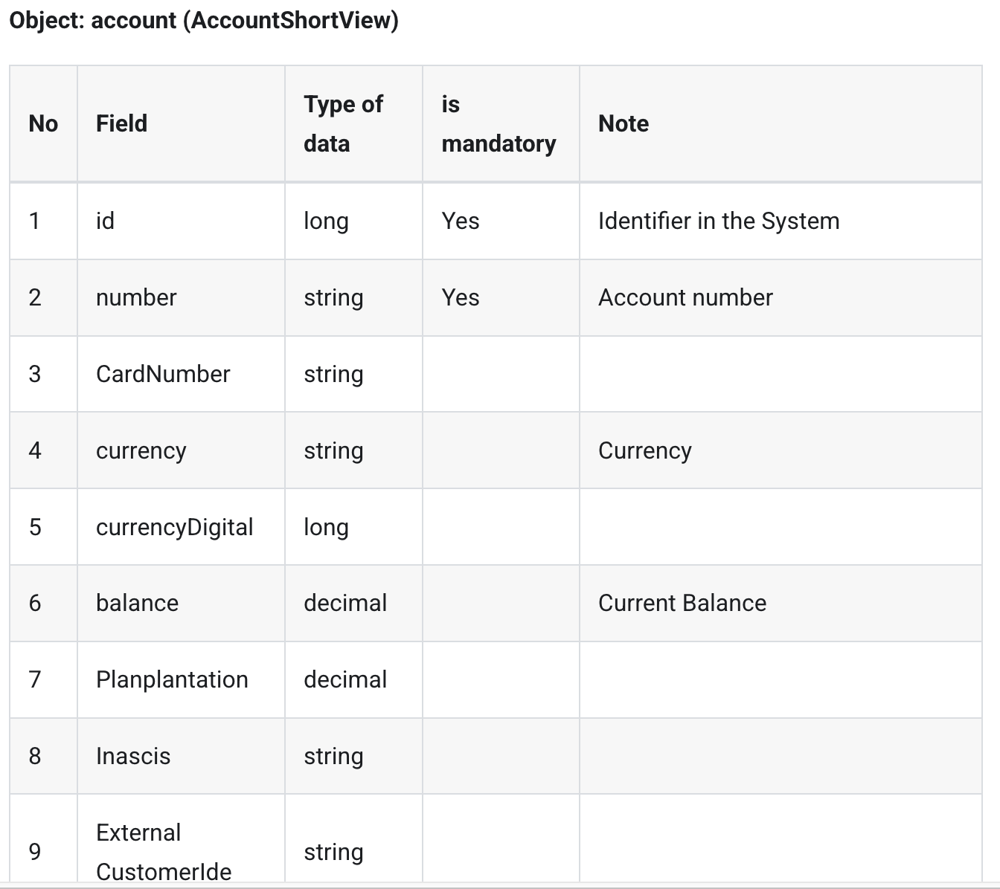 Object: account (AccountShortView)
No Field Type of data is mandatory Note
1 id long Yes Identifier in the System
2 number string Yes Account number
3 CardNumber string
4 currency string Currency
5 currencyDigital long
6 balance decimal Current Balance
7 Planplantation decimal
8 Inascis string
9 External CustomerIde string